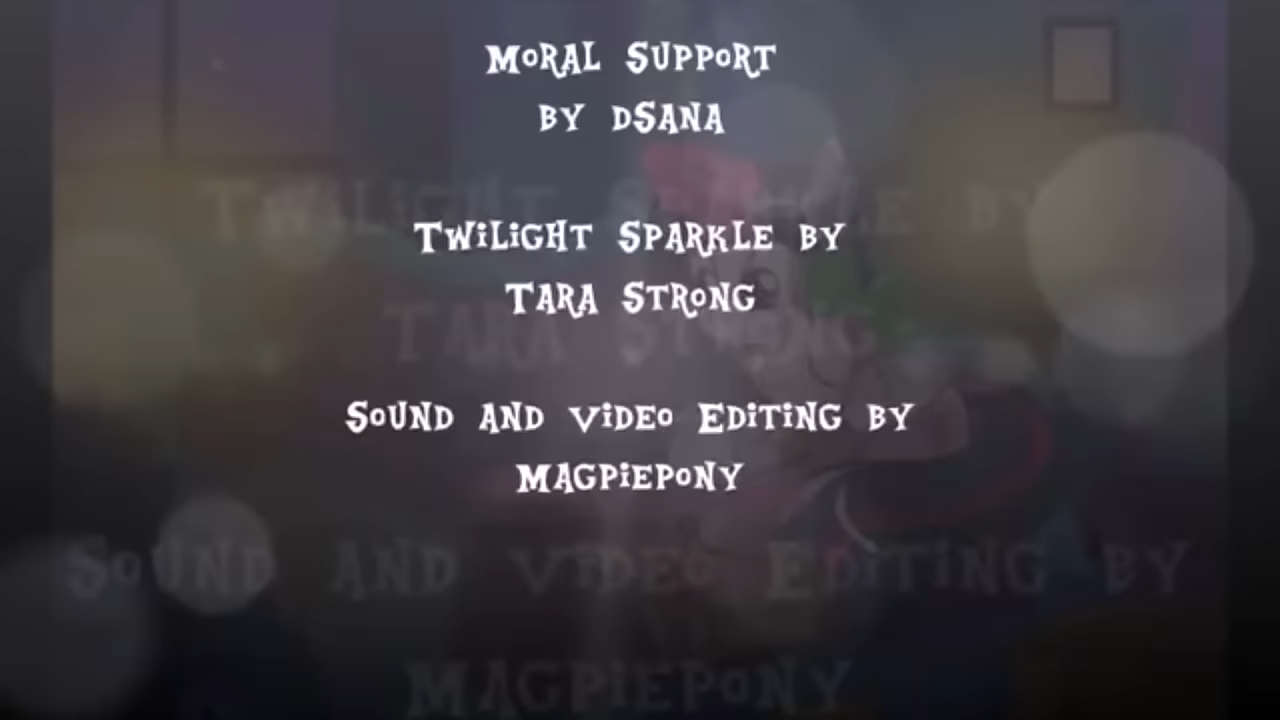 Moral Support
by dSana
Twilight Sparkle by
Tara Strong
Sound and Video Editing by
Magpiepony